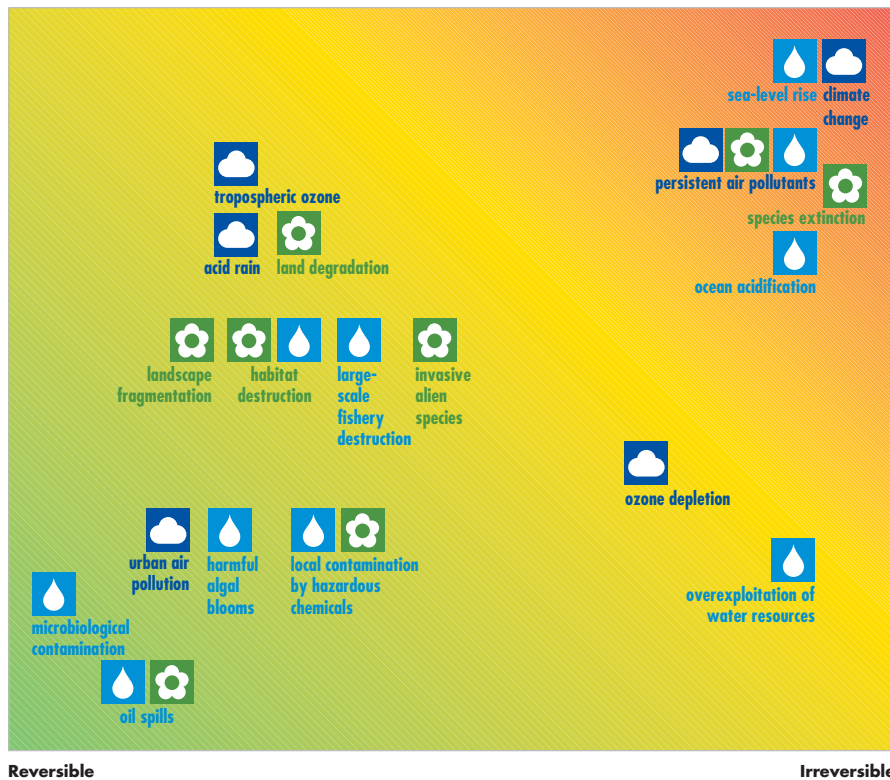 sea-level rise
climate
change
persistent air pollutants
tropospheric ozone
species extinction
acid rain
land degradation
ocean acidification
landscape
fragmentation
habitat
destruction
large-
scale
fishery
destruction
invasive
alien
species
ozone depletion
urban air
pollution
harmful
algal
blooms
local contamination
by hazardous
chemicals
overexploitation of
water resources
microbiological
contamination
oil spills
Reversible
Irreversible